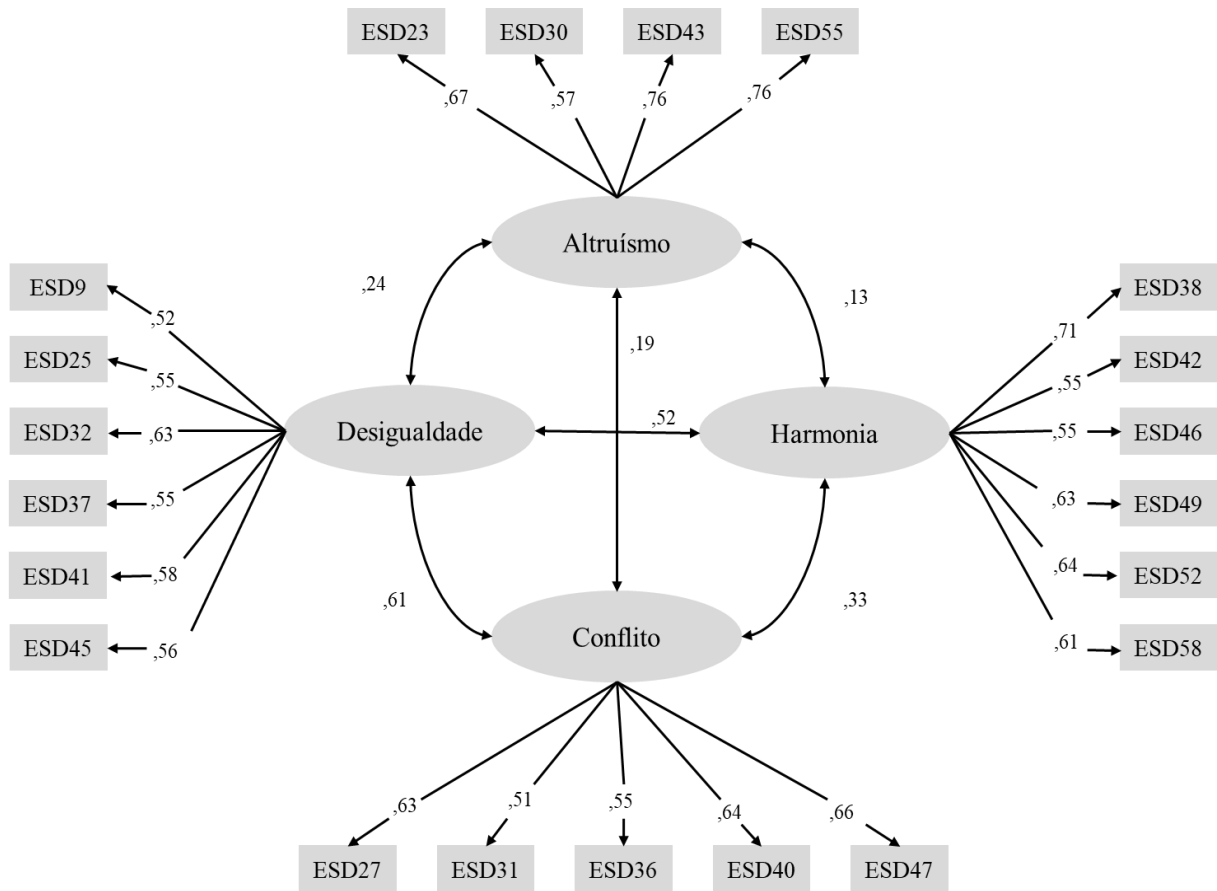 ESD23 ESD30 ESD43 ESD55
,67 ,57 ,76 ,76
Altruísmo
ESD9
ESD25
ESD32
ESD37
ESD41
ESD45
,52
,55
,63
,55
,58
,56
,24
,13
,19
Desigualdade
,52
Harmonia
ESD38
ESD42
ESD46
ESD49
ESD52
ESD58
,71
,55
,55
,63
,64
,61
,61
,33
Conflito
,63 ,51 ,55 ,64 ,66
ESD27 ESD31 ESD36 ESD40 ESD47